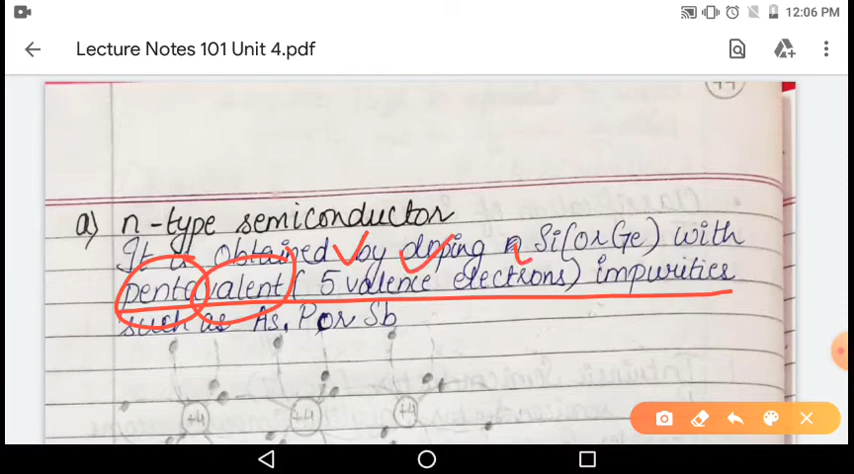 12:06 PM
Lecture Notes 101 Unit 4.pdf
a) n-type semiconductor
It is obtained by doping n Si(or Ge) with
pentavalent ( 5 valence electrons) impurities
such as As, P or Sb
+4 +4 +4